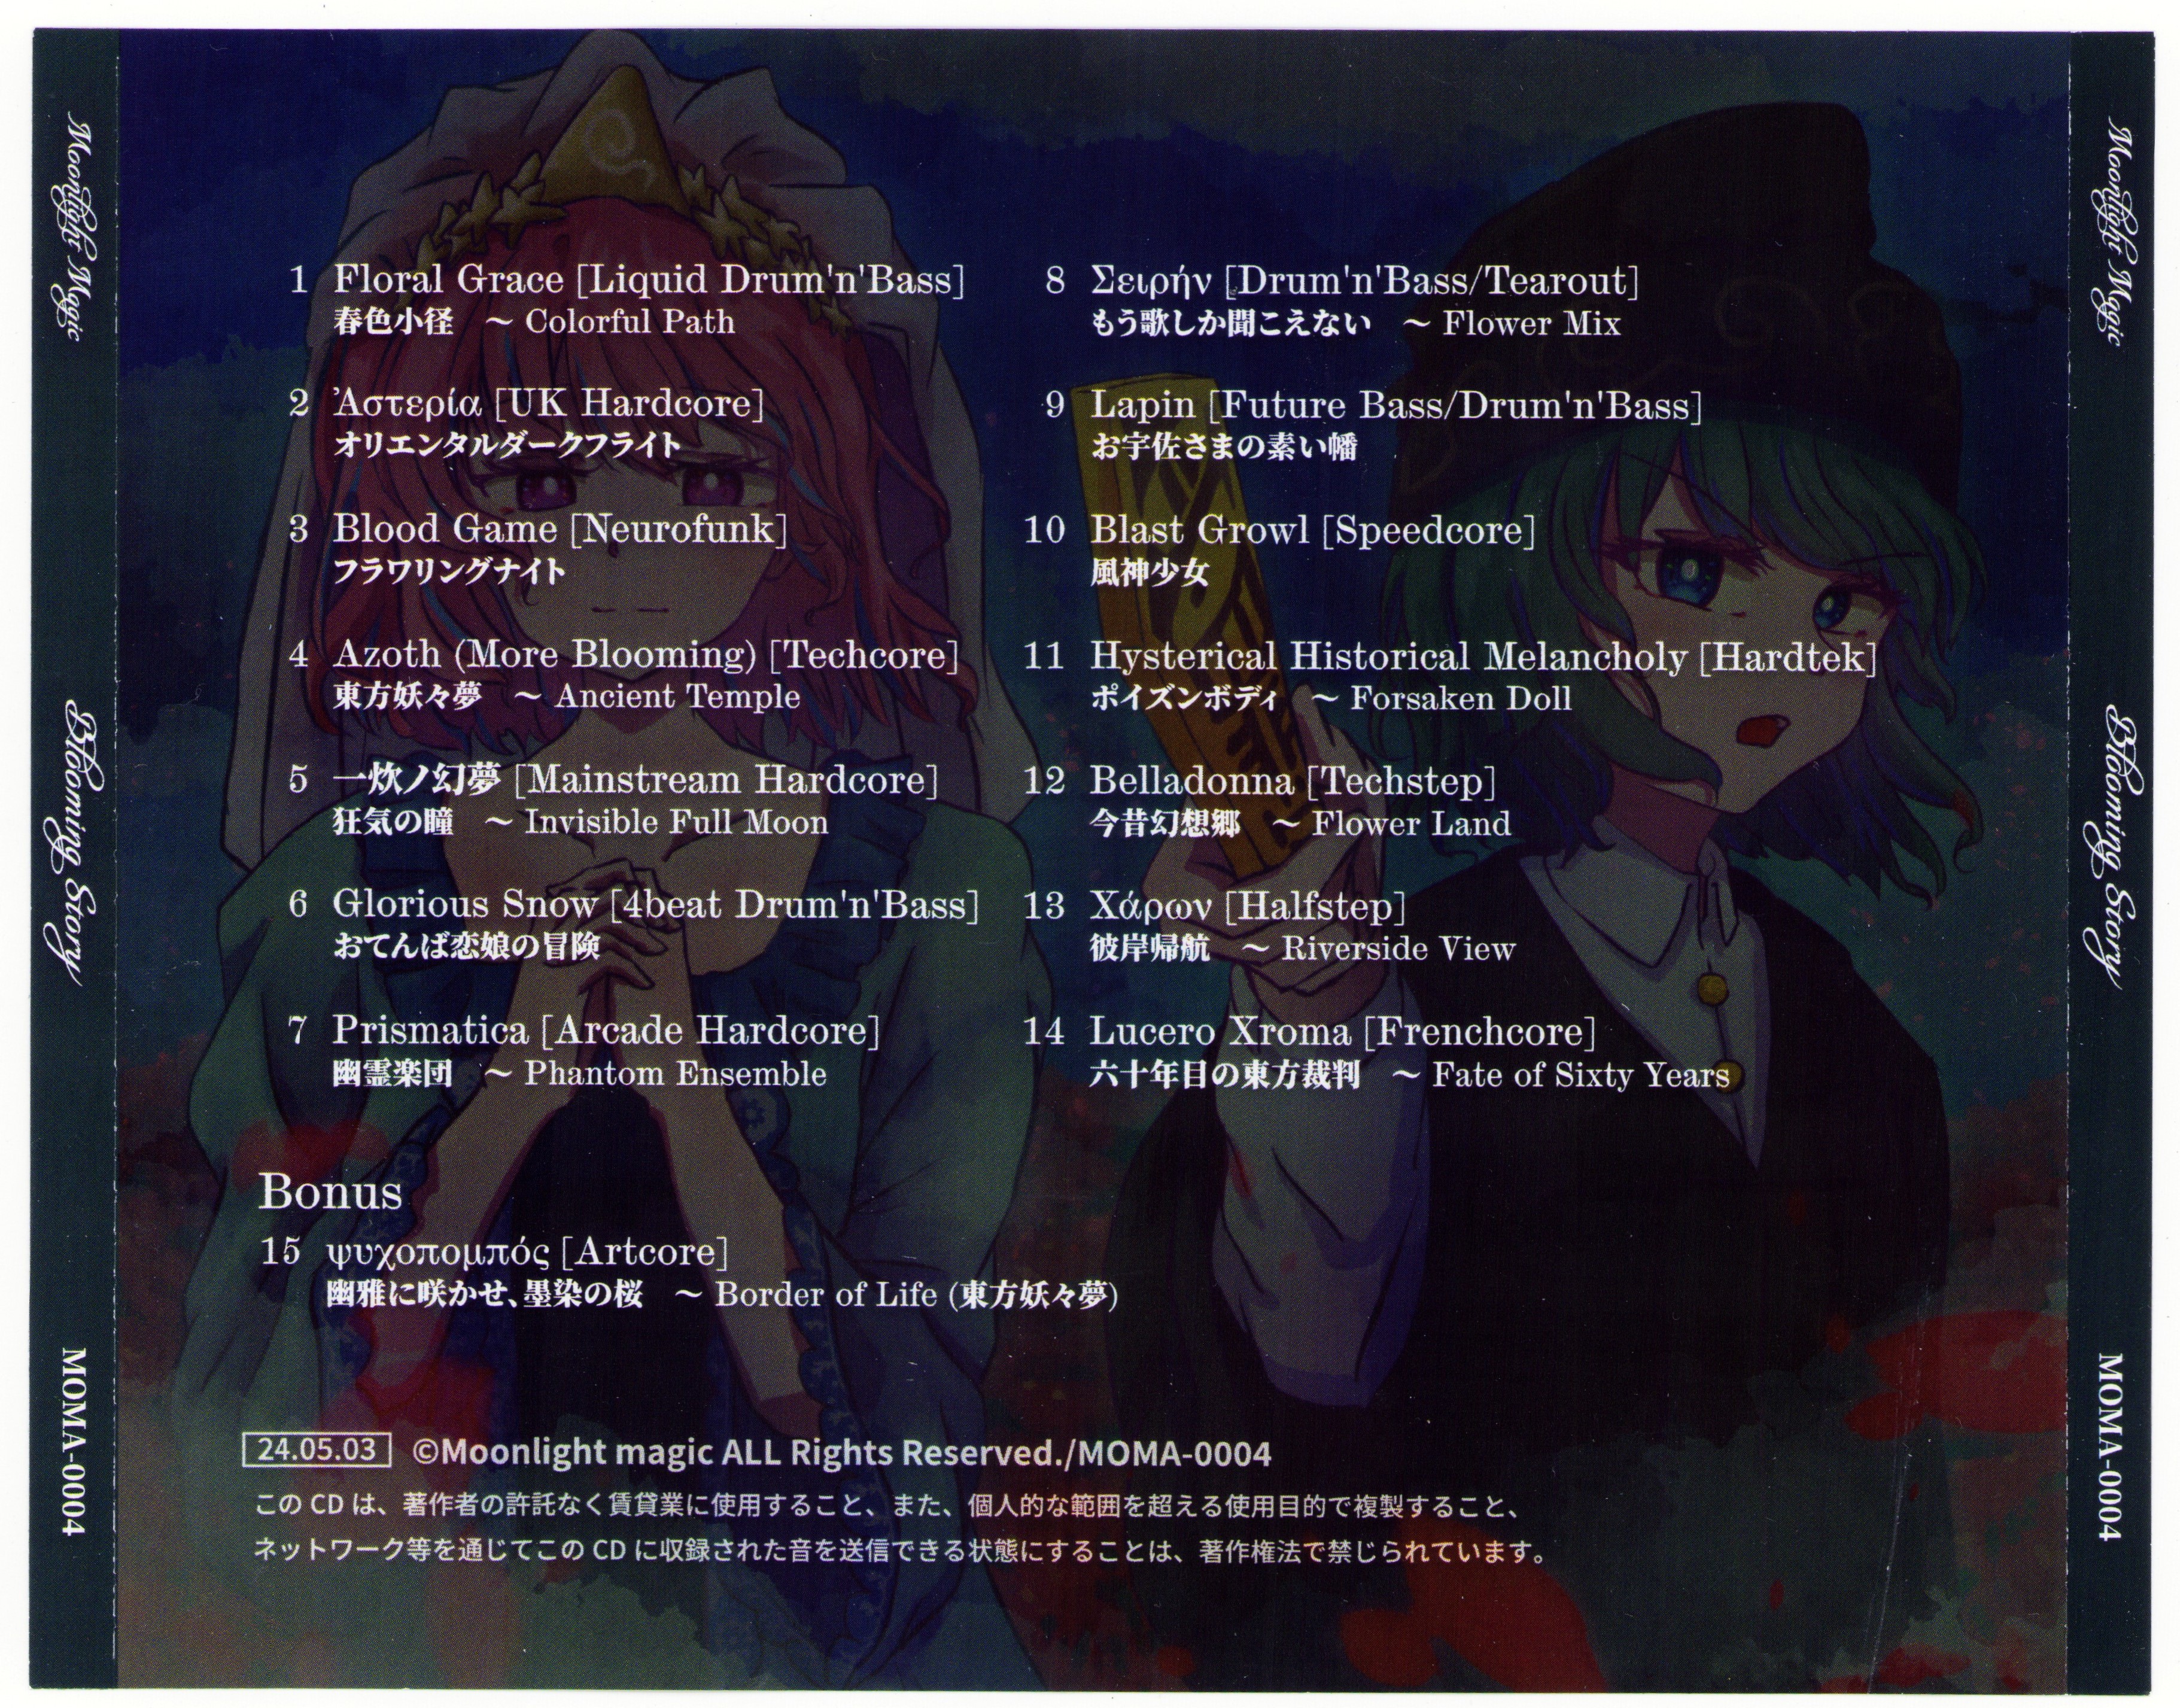 Moonlight Magic
Blooming Story
MOMA-0004
1 Floral Grace [Liquid Drum'n'Bass]
春色小径 ～ Colorful Path
2 Ἀστερία [UK Hardcore]
オリエンタルダークフライト
3 Blood Game [Neurofunk]
フラワリングナイト
4 Azoth (More Blooming) [Techcore]
東方妖々夢 ～ Ancient Temple
5 一炊ノ幻夢 [Mainstream Hardcore]
狂気の瞳 ～ Invisible Full Moon
6 Glorious Snow [4beat Drum'n'Bass]
おてんば恋娘の冒険
7 Prismatica [Arcade Hardcore]
幽霊楽団 ～ Phantom Ensemble
8 Σειρήν [Drum'n'Bass/Tearout]
もう歌しか聞こえない ～ Flower Mix
9 Lapin [Future Bass/Drum'n'Bass]
お宇佐さまの素い幡
10 Blast Growl [Speedcore]
風神少女
11 Hysterical Historical Melancholy [Hardtek]
ポイズンボディ ～ Forsaken Doll
12 Belladonna [Techstep]
今昔幻想郷 ～ Flower Land
13 Χάρων [Halfstep]
彼岸帰航 ～ Riverside View
14 Lucero Xroma [Frenchcore]
六十年目の東方裁判 ～ Fate of Sixty Years
Bonus
15 ψυχοπομπός [Artcore]
幽雅に咲かせ、墨染の桜 ～ Border of Life (東方妖々夢)
24.05.03 ©Moonlight magic ALL Rights Reserved./MOMA-0004
このCDは、著作者の許託なく賃貸業に使用すること、また、個人的な範囲を超える使用目的で複製すること、
ネットワーク等を通じてこのCDに収録された音を送信できる状態にすることは、著作権法で禁じられています。
Moonlight Magic
Blooming Story
MOMA-0004